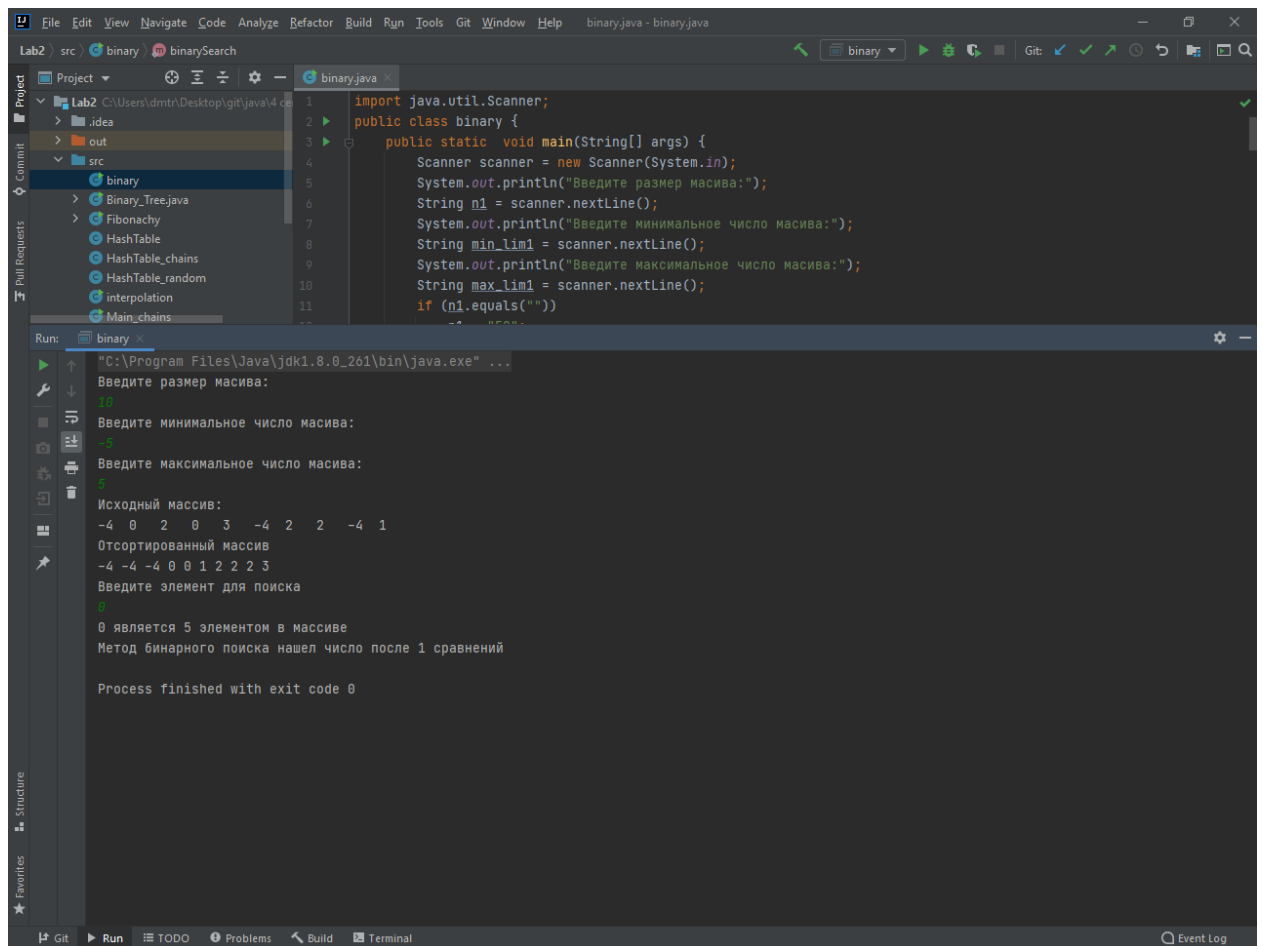 File Edit View Navigate Code Analyze Refactor Build Run Tools Git Window Help binary.java - binary.java
Lab2 src binary binarySearch binary Git:
Project
binary.java
Lab2 C:\Users\dmtr\Desktop\git\java\4
.idea
out
src
binary
Binary_Tree.java
Fibonachy
HashTable
HashTable_chains
HashTable_random
interpolation
Main_chains
1 import java.util.Scanner;
2 public class binary {
3 public static void main(String[] args) {
4 Scanner scanner = new Scanner(System.in);
5 System.out.println("Введите размер масива:");
6 String n1 = scanner.nextLine();
7 System.out.println("Введите минимальное число масива:");
8 String min_lim1 = scanner.nextLine();
9 System.out.println("Введите максимальное число масива:");
10 String max_lim1 = scanner.nextLine();
11 if (n1.equals(""))
Run: binary
"C:\Program Files\Java\jdk1.8.0_261\bin\java.exe" ...
Введите размер масива:
10
Введите минимальное число масива:
-5
Введите максимальное число масива:
5
Исходный массив:
-4 0 2 0 3 -4 2 2 -4 1
Отсортированный массив
-4 -4 -4 0 0 1 2 2 2 3
Введите элемент для поиска
0
0 является 5 элементом в массиве
Метод бинарного поиска нашел число после 1 сравнений
Process finished with exit code 0
Project
Commit
Pull Requests
Structure
Favorites
Git Run TODO Problems Build Terminal Event Log